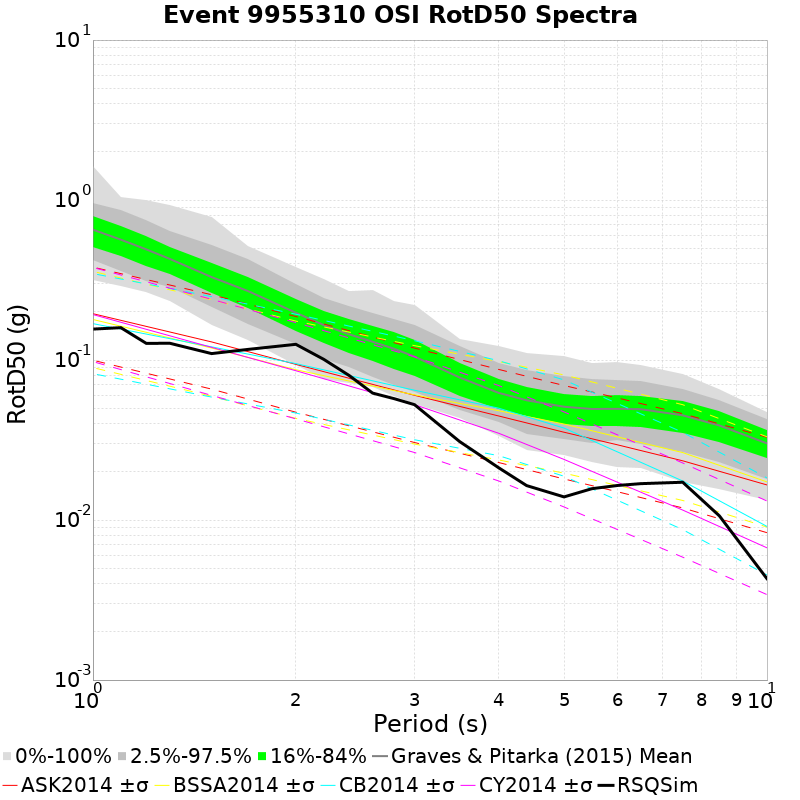 Event 9955310 OSI RotD50 Spectra
10^1
10^0
10^-1
10^-2
10^-3
RotD50 (g)
10^0 2 3 4 5 6 7 8 9 10^1
Period (s)
0%-100% 2.5%-97.5% 16%-84% Graves & Pitarka (2015) Mean
ASK2014 ±σ BSSA2014 ±σ CB2014 ±σ CY2014 ±σ RSQSim